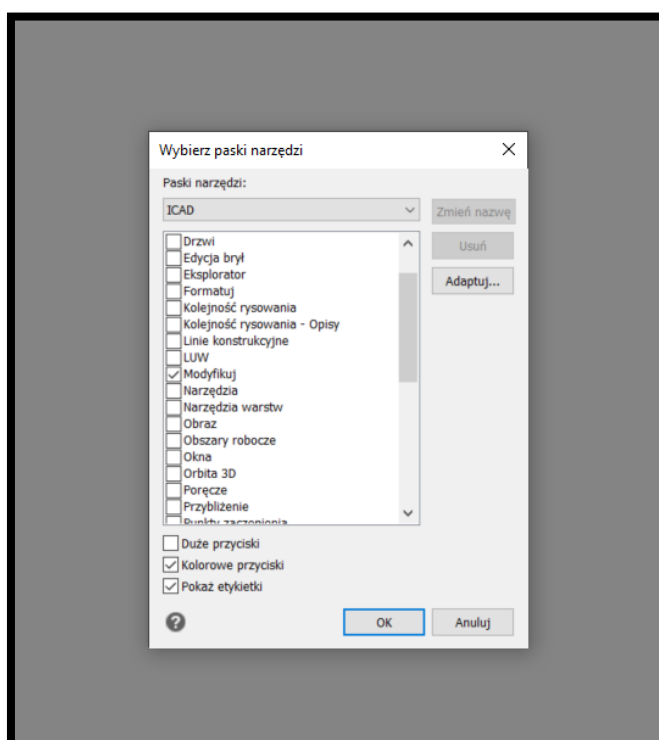 Wybierz paski narzędzi
Paski narzędzi:
ICAD
Zmień nazwę
Usuń
Adaptuj...
Drzwi
Edycja brył
Eksplorator
Formatuj
Kolejność rysowania
Kolejność rysowania - Opisy
Linie konstrukcyjne
LUW
Modyfikuj
Narzędzia
Narzędzia warstw
Obraz
Obszary robocze
Okna
Orbita 3D
Poręcze
Przybliżenie
Punkty zaczepienia
Duże przyciski
Kolorowe przyciski
Pokaż etykietki
?
OK
Anuluj